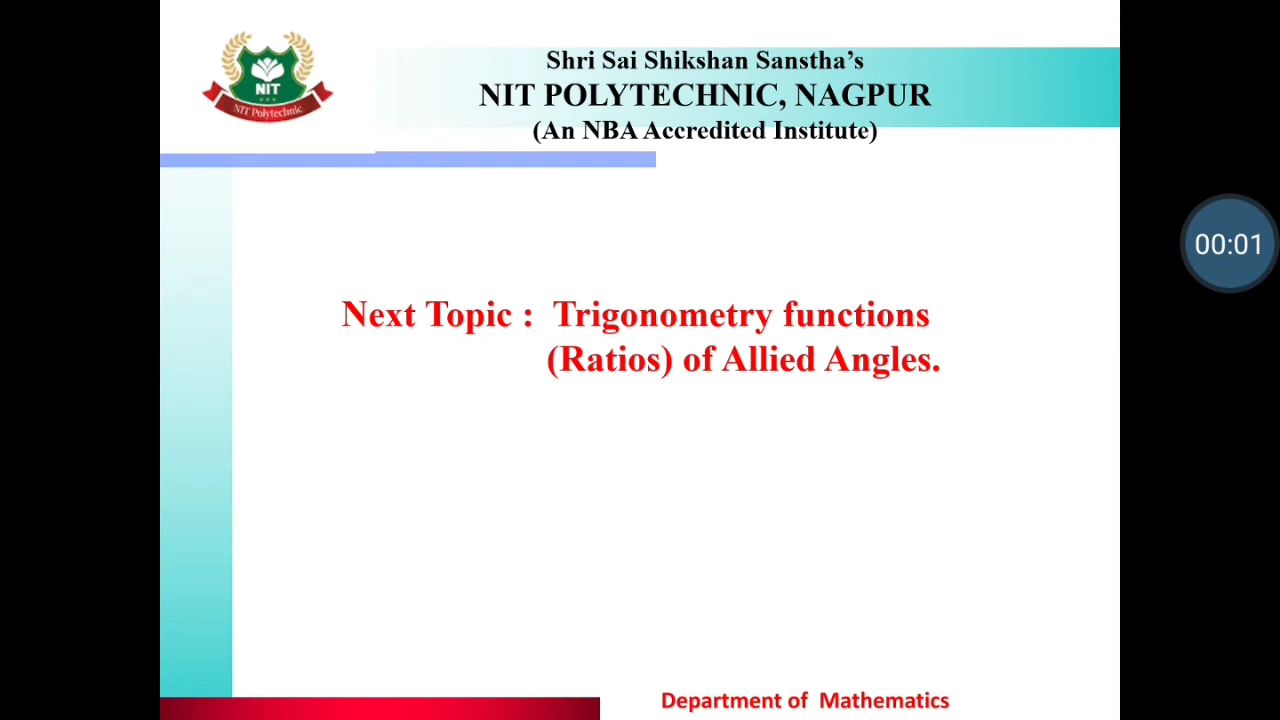 NIT
NIT Polytechnic
Shri Sai Shikshan Sanstha's
NIT POLYTECHNIC, NAGPUR
(An NBA Accredited Institute)
00:01
Next Topic : Trigonometry functions
(Ratios) of Allied Angles.
Department of Mathematics